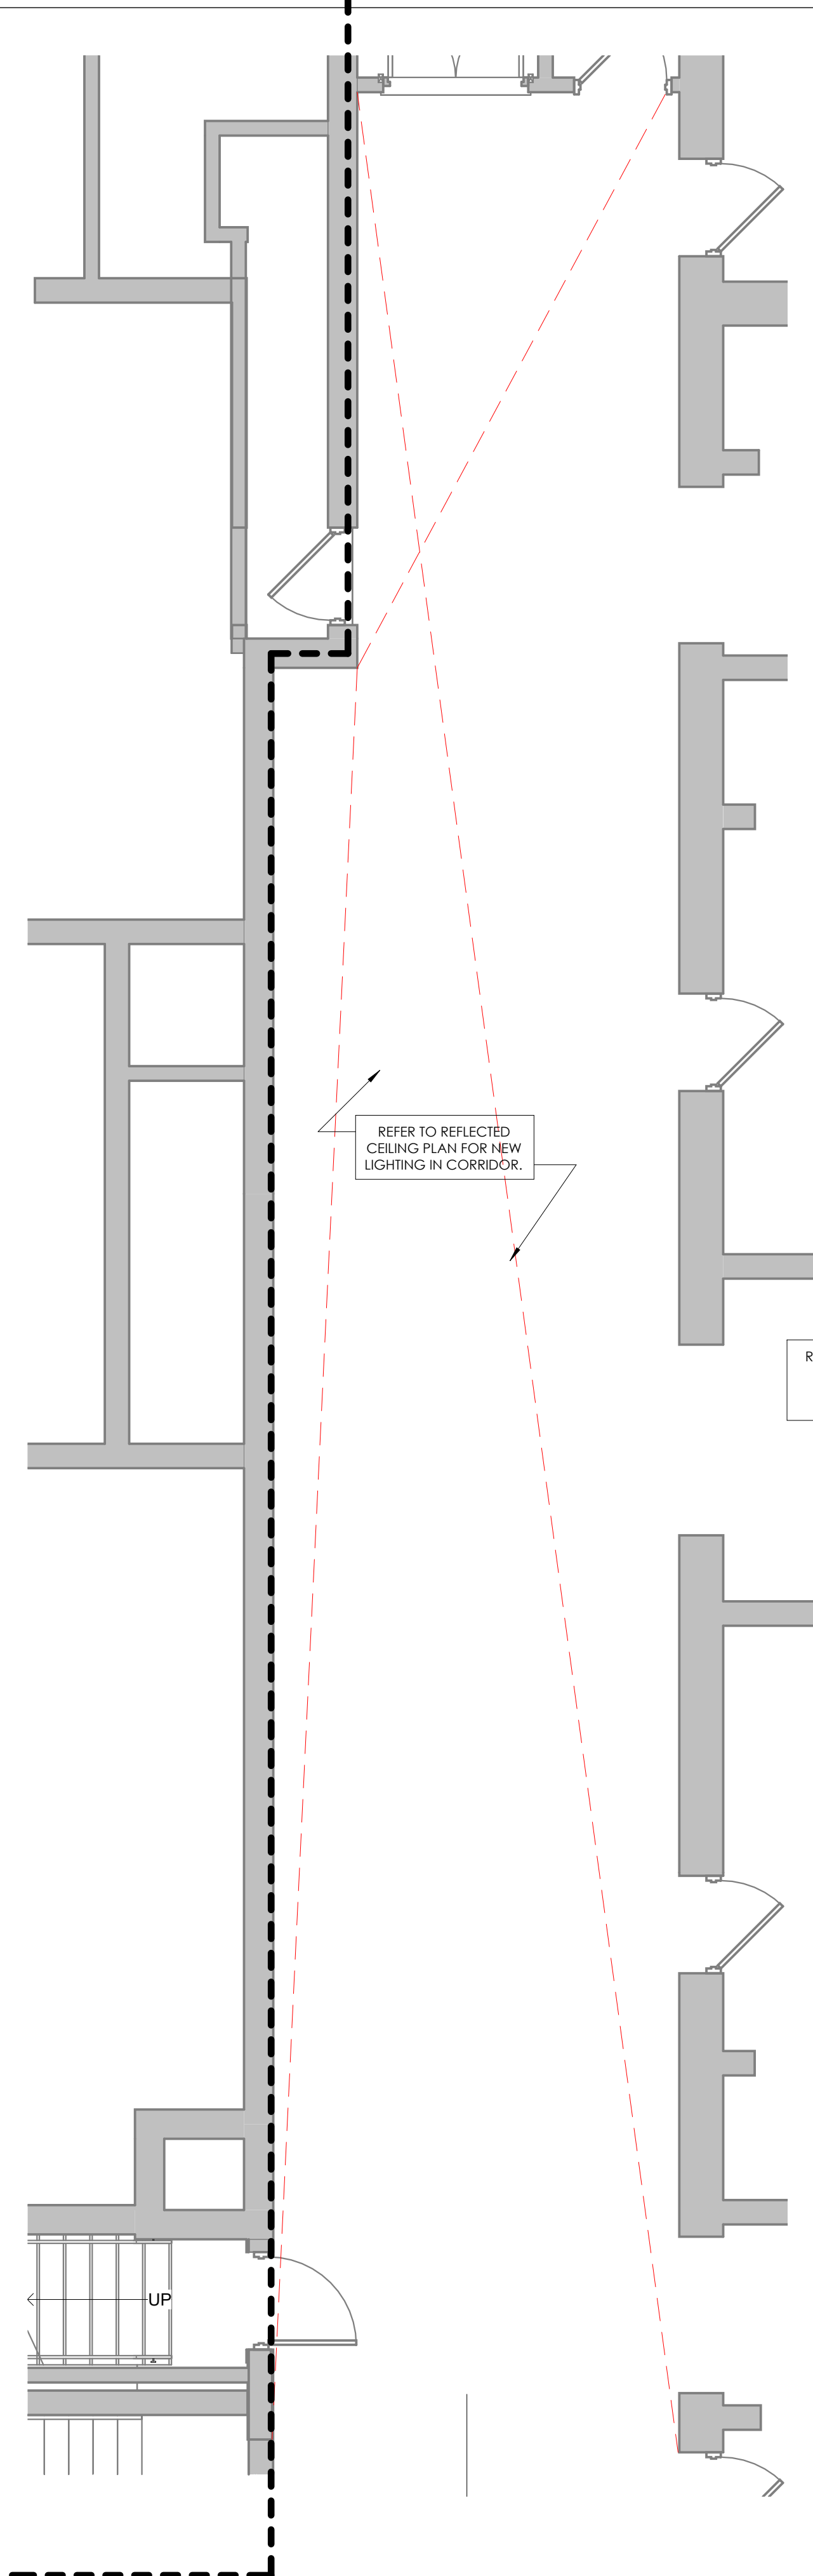 REFER TO REFLECTED
CEILING PLAN FOR NEW
LIGHTING IN CORRIDOR.
R
UP